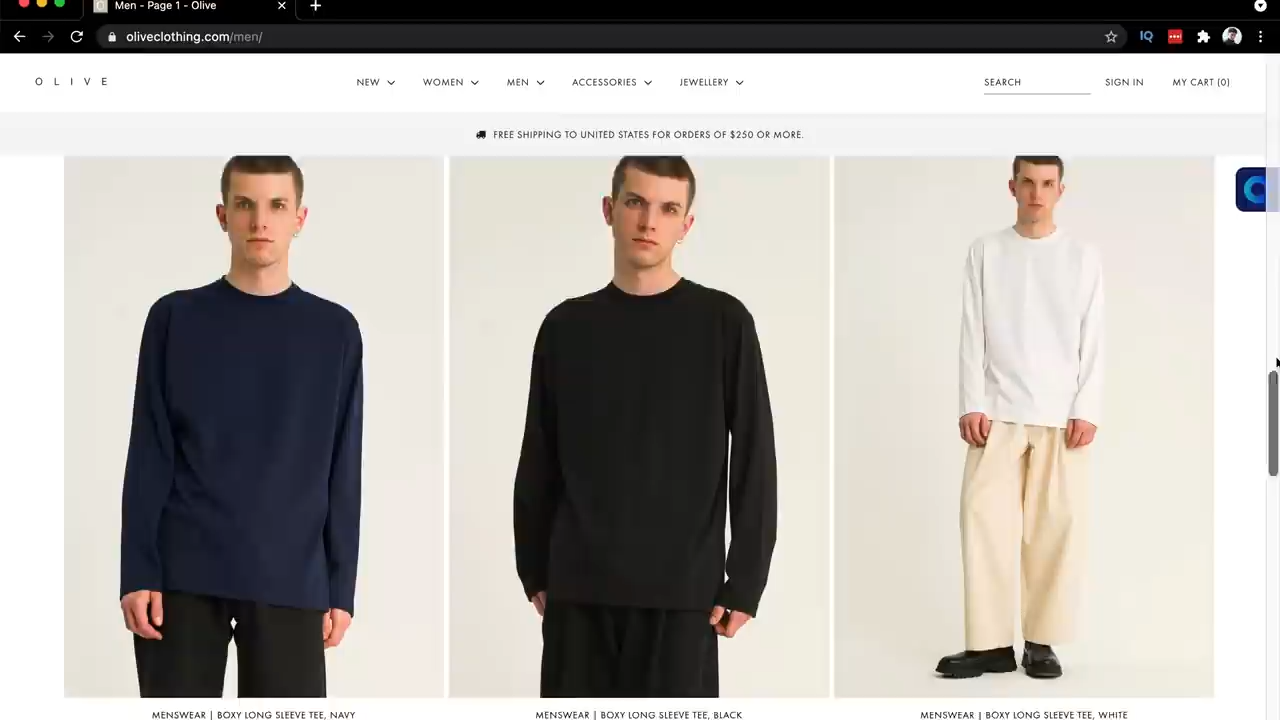 Men - Page 1 - Olive
oliveclothing.com/men/
IQ
OLIVE
NEW
WOMEN
MEN
ACCESSORIES
JEWELLERY
SEARCH
SIGN IN
MY CART (0)
FREE SHIPPING TO UNITED STATES FOR ORDERS OF $250 OR MORE.
MENSWEAR | BOXY LONG SLEEVE TEE, NAVY
MENSWEAR | BOXY LONG SLEEVE TEE, BLACK
MENSWEAR | BOXY LONG SLEEVE TEE, WHITE